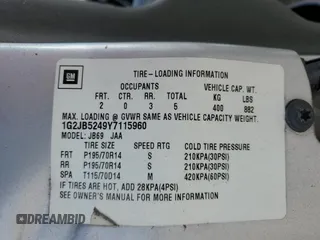 GM
TIRE-LOADING INFORMATION
OCCUPANTS VEHICLE CAP. WT.
FRT. CTR. RR. TOTAL KG LBS
2 0 3 5 400 882
MAX. LOADING @ GVWR SAME AS VEHICLE CAPACITY WT.
1G2JB5249Y7115960
MODEL: JB69 JAA
TIRE SIZE SPEED RTG COLD TIRE PRESSURE
FRT P195/70R14 S 210KPA(30PSI)
RR P195/70R14 S 210KPA(30PSI)
SPA T115/70D14 M 420KPA(60PSI)
IF TIRES ARE HOT, ADD 28KPA(4PSI)
SEE OWNER'S MANUAL FOR MORE INFORMATION
DREAMBID